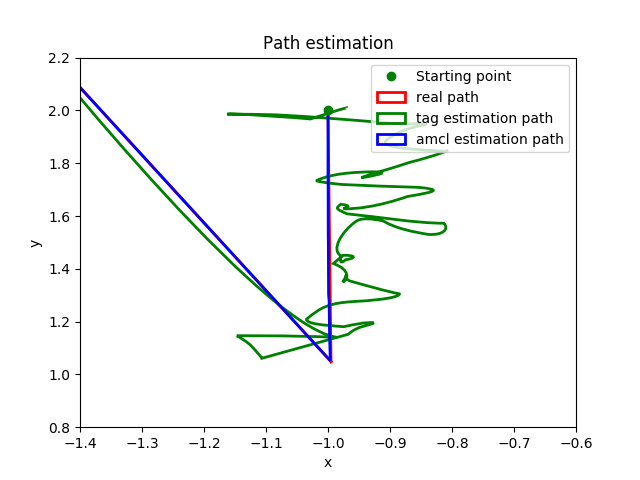 Path estimation
Starting point
real path
tag estimation path
amcl estimation path
2.2
2.0
1.8
1.6
1.4
1.2
1.0
0.8
y
−1.4 −1.3 −1.2 −1.1 −1.0 −0.9 −0.8 −0.7 −0.6
x